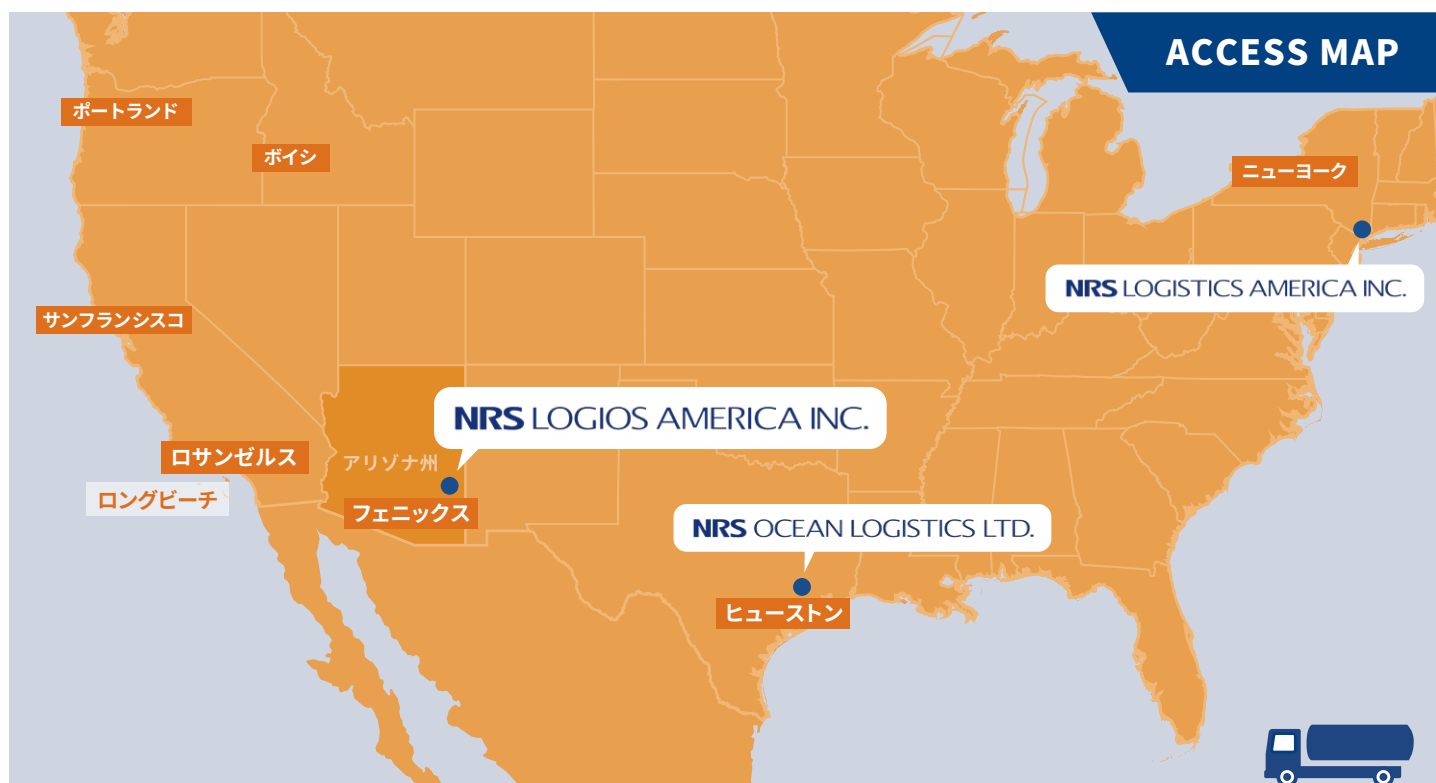 ACCESS MAP
ポートランド
ボイシ
ニューヨーク
NRS LOGISTICS AMERICA INC.
サンフランシスコ
NRS LOGIOS AMERICA INC.
ロサンゼルス
アリゾナ州
ロングビーチ
フェニックス
NRS OCEAN LOGISTICS LTD.
ヒューストン